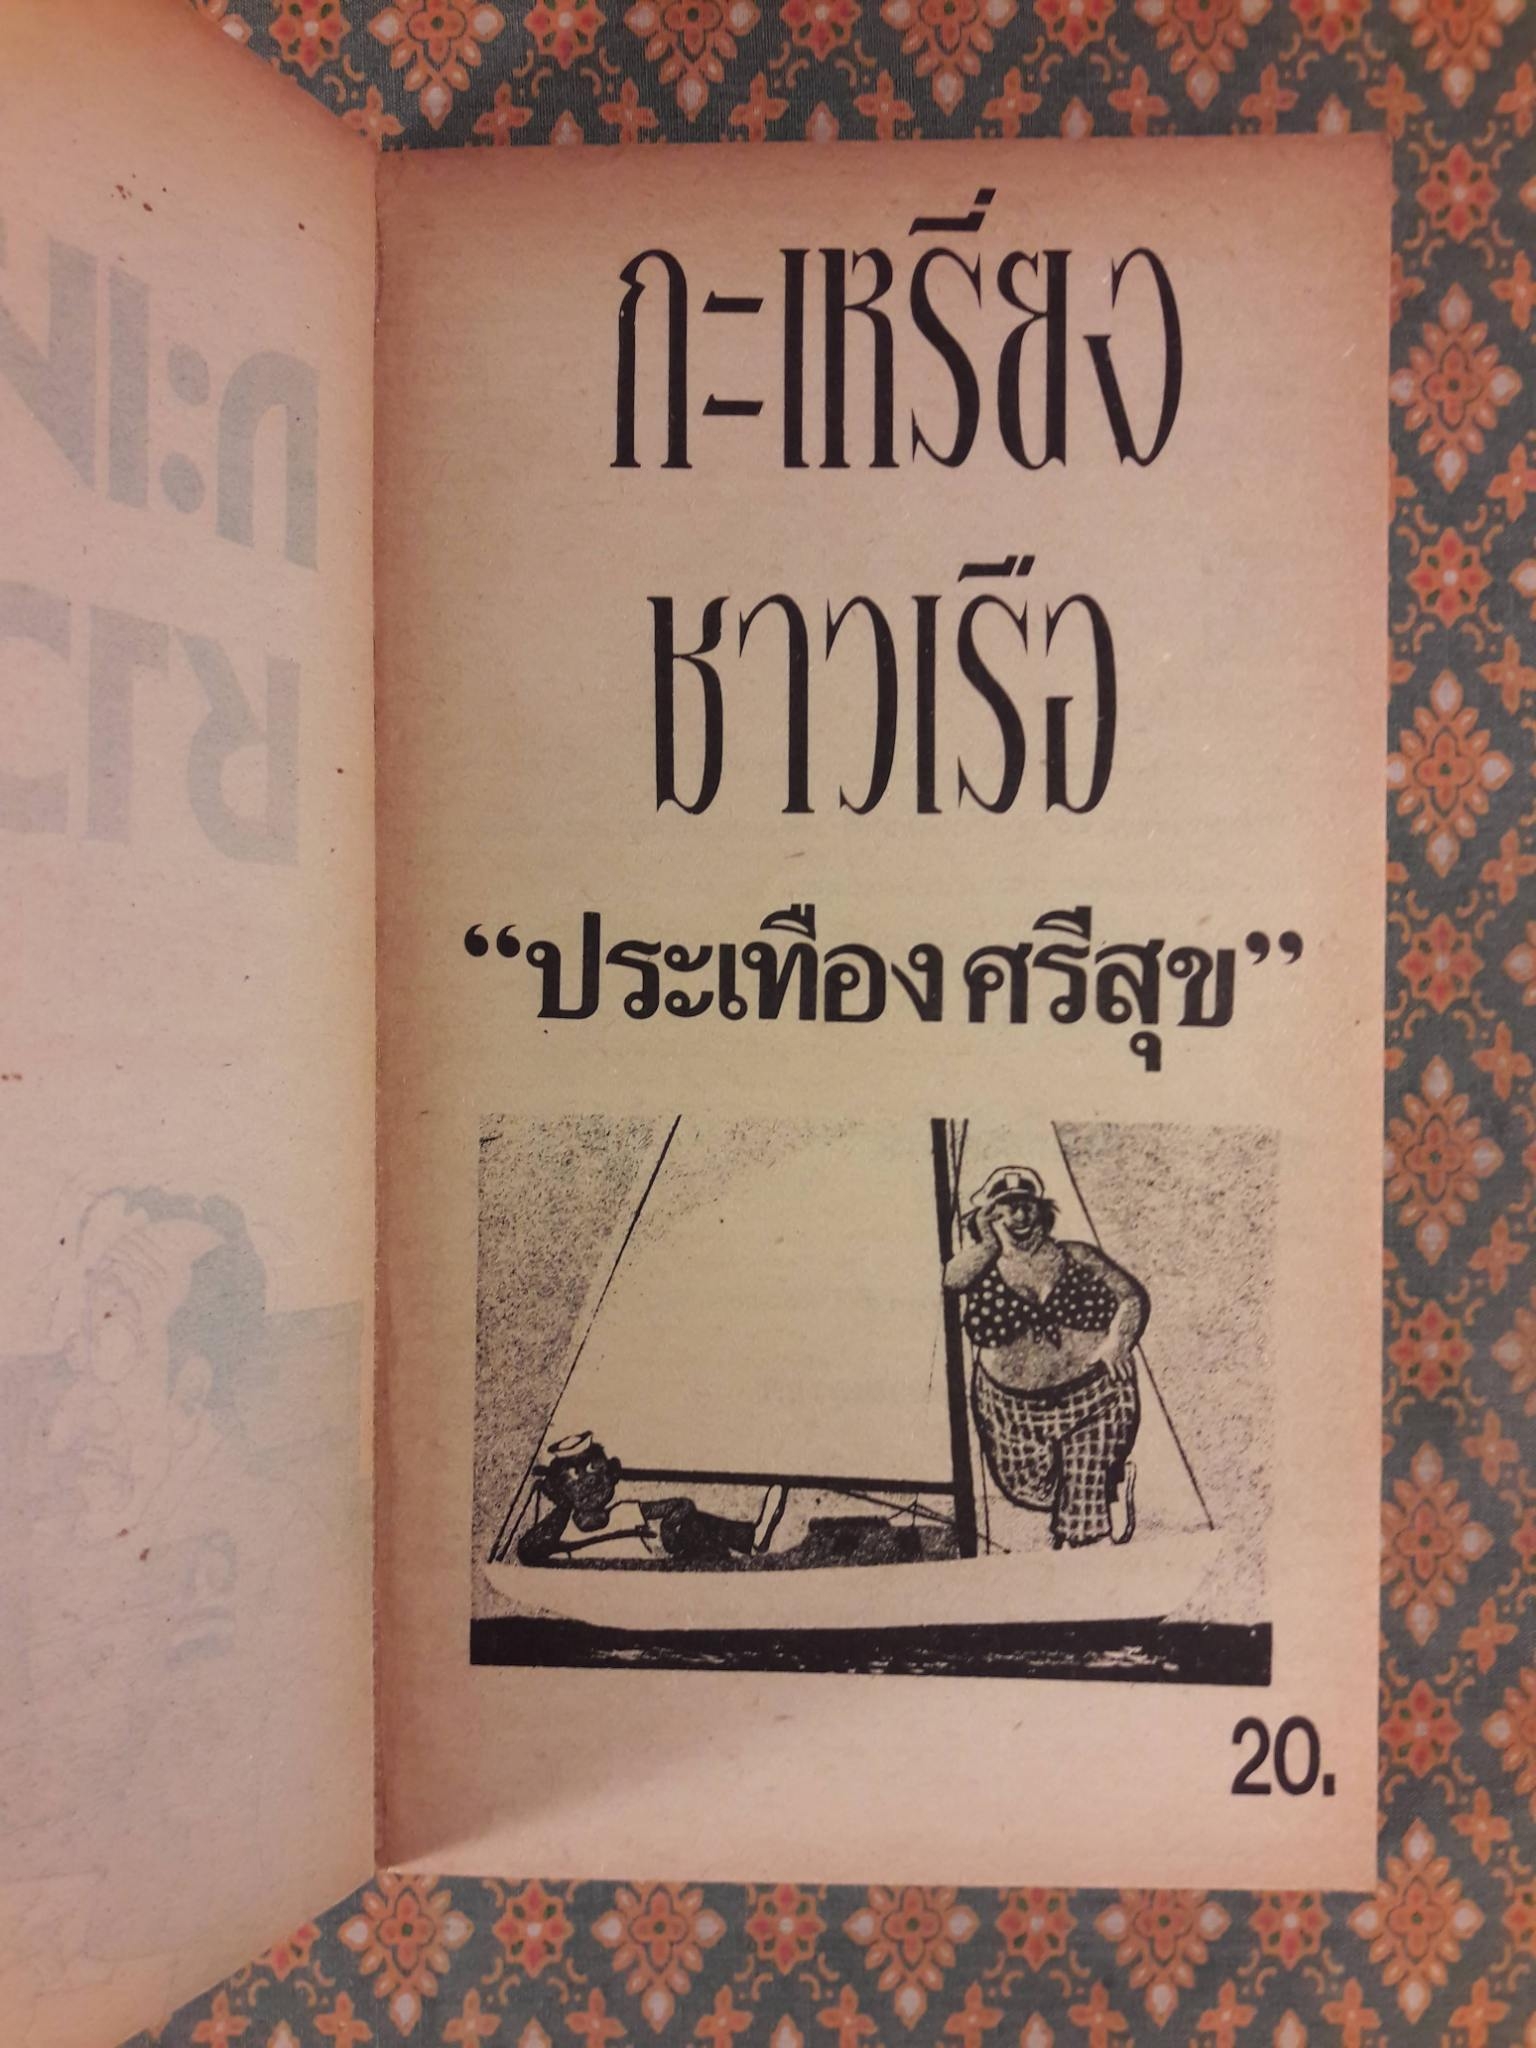 กะเหรี่ยง
ชาวเรือ
“ประเทือง ศรีสุข”
20.